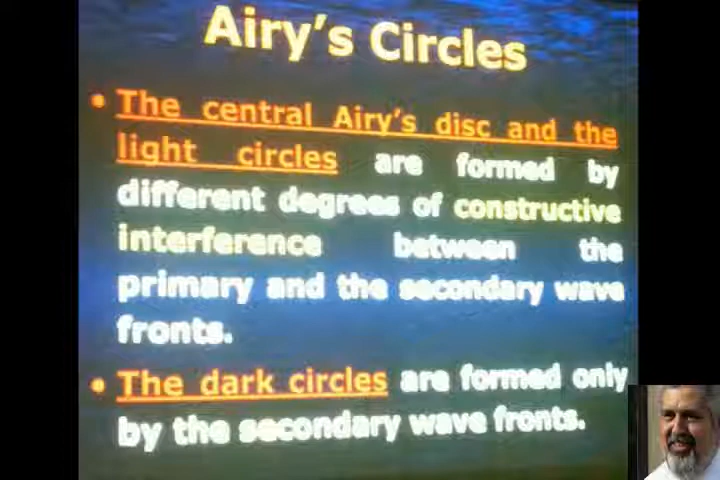 Airy's Circles
• The central Airy's disc and the
light circles are formed by
different degrees of constructive
interference between the
primary and the secondary wave
fronts.
• The dark circles are formed only
by the secondary wave fronts.